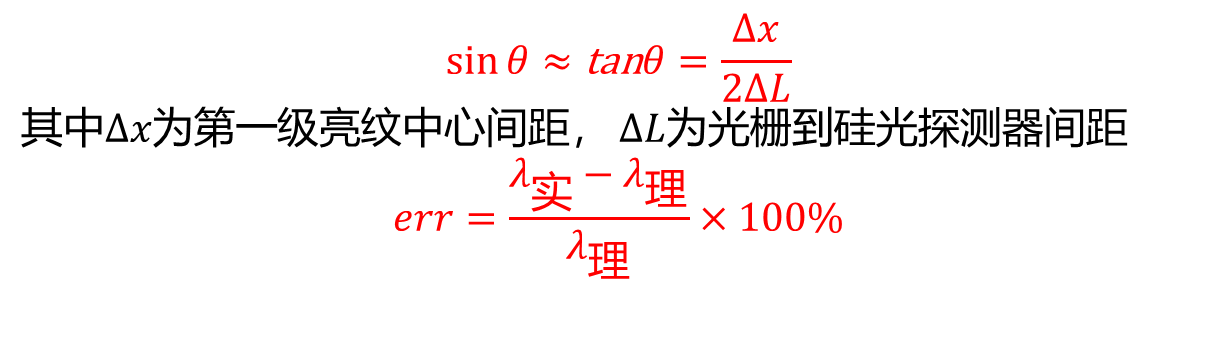 sin θ ≈ tanθ = Δx/2ΔL
其中Δx为第一级亮纹中心间距， ΔL为光栅到硅光探测器间距
err = (λ实 − λ理)/λ理 × 100%